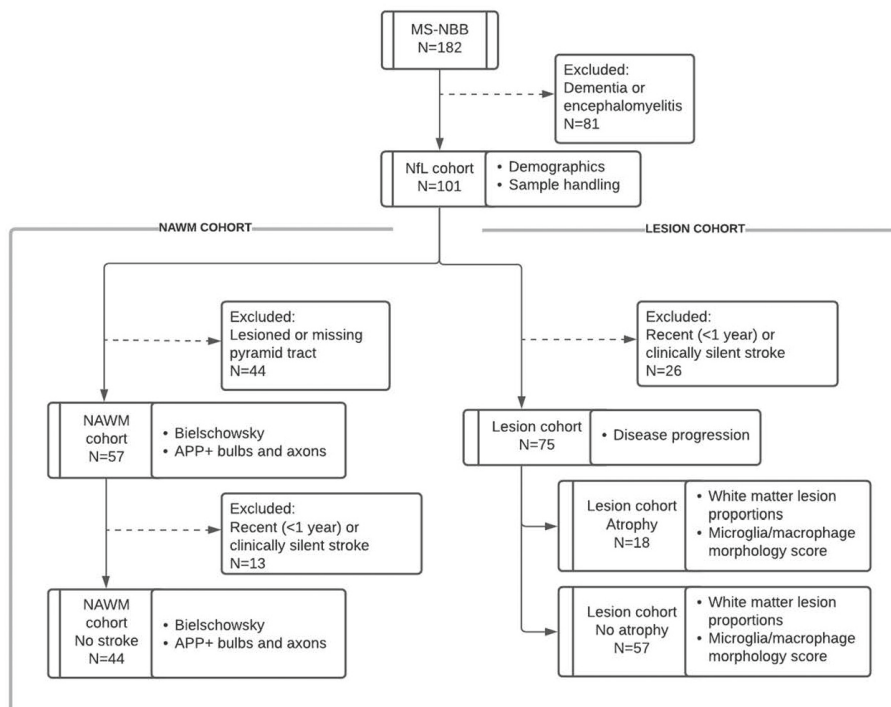 MS-NBB
N=182
Excluded:
Dementia or
encephalomyelitis
N=81
NfL cohort
N=101
• Demographics
• Sample handling
NAWM COHORT
LESION COHORT
Excluded:
Lesioned or missing
pyramid tract
N=44
Excluded:
Recent (<1 year) or
clinically silent stroke
N=26
NAWM
cohort
N=57
• Bielschowsky
• APP+ bulbs and axons
Lesion cohort
N=75
• Disease progression
Excluded:
Recent (<1 year) or
clinically silent stroke
N=13
Lesion cohort
Atrophy
N=18
• White matter lesion
proportions
• Microglia/macrophage
morphology score
NAWM
cohort
No stroke
N=44
• Bielschowsky
• APP+ bulbs and axons
Lesion cohort
No atrophy
N=57
• White matter lesion
proportions
• Microglia/macrophage
morphology score